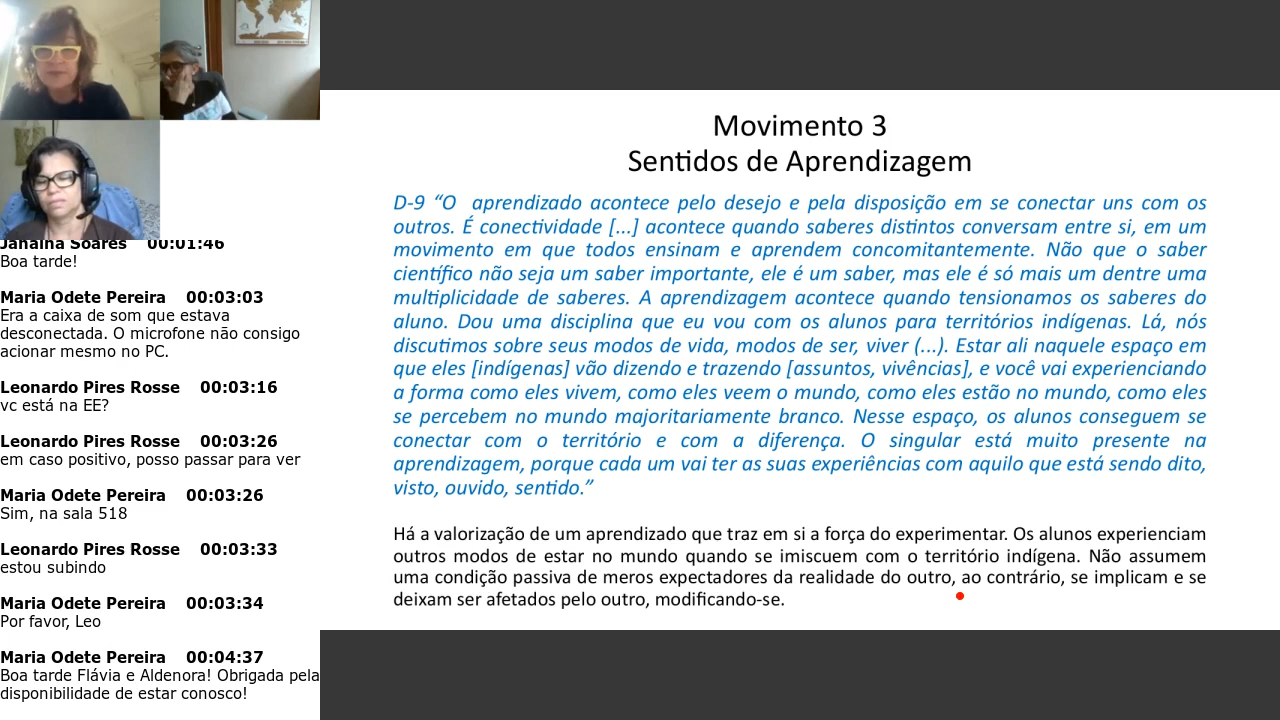 Janaína Soares 00:01:46
Boa tarde!
Maria Odete Pereira 00:03:03
Era a caixa de som que estava
desconectada. O microfone não consigo
acionar mesmo no PC.
Leonardo Pires Rosse 00:03:16
vc está na EE?
Leonardo Pires Rosse 00:03:26
em caso positivo, posso passar para ver
Maria Odete Pereira 00:03:26
Sim, na sala 518
Leonardo Pires Rosse 00:03:33
estou subindo
Maria Odete Pereira 00:03:34
Por favor, Leo
Maria Odete Pereira 00:04:37
Boa tarde Flávia e Aldenora! Obrigada pela
disponibilidade de estar conosco!
Movimento 3
Sentidos de Aprendizagem
D-9 “O aprendizado acontece pelo desejo e pela disposição em se conectar uns com os
outros. É conectividade [...] acontece quando saberes distintos conversam entre si, em um
movimento em que todos ensinam e aprendem concomitantemente. Não que o saber
científico não seja um saber importante, ele é um saber, mas ele é só mais um dentre uma
multiplicidade de saberes. A aprendizagem acontece quando tensionamos os saberes do
aluno. Dou uma disciplina que eu vou com os alunos para territórios indígenas. Lá, nós
discutimos sobre seus modos de vida, modos de ser, viver (...). Estar ali naquele espaço em
que eles [indígenas] vão dizendo e trazendo [assuntos, vivências], e você vai experienciando
a forma como eles vivem, como eles veem o mundo, como eles estão no mundo, como eles
se percebem no mundo majoritariamente branco. Nesse espaço, os alunos conseguem se
conectar com o território e com a diferença. O singular está muito presente na
aprendizagem, porque cada um vai ter as suas experiências com aquilo que está sendo dito,
visto, ouvido, sentido.”
Há a valorização de um aprendizado que traz em si a força do experimentar. Os alunos experienciam
outros modos de estar no mundo quando se imiscuem com o território indígena. Não assumem
uma condição passiva de meros expectadores da realidade do outro, ao contrário, se implicam e se
deixam ser afetados pelo outro, modificando-se.